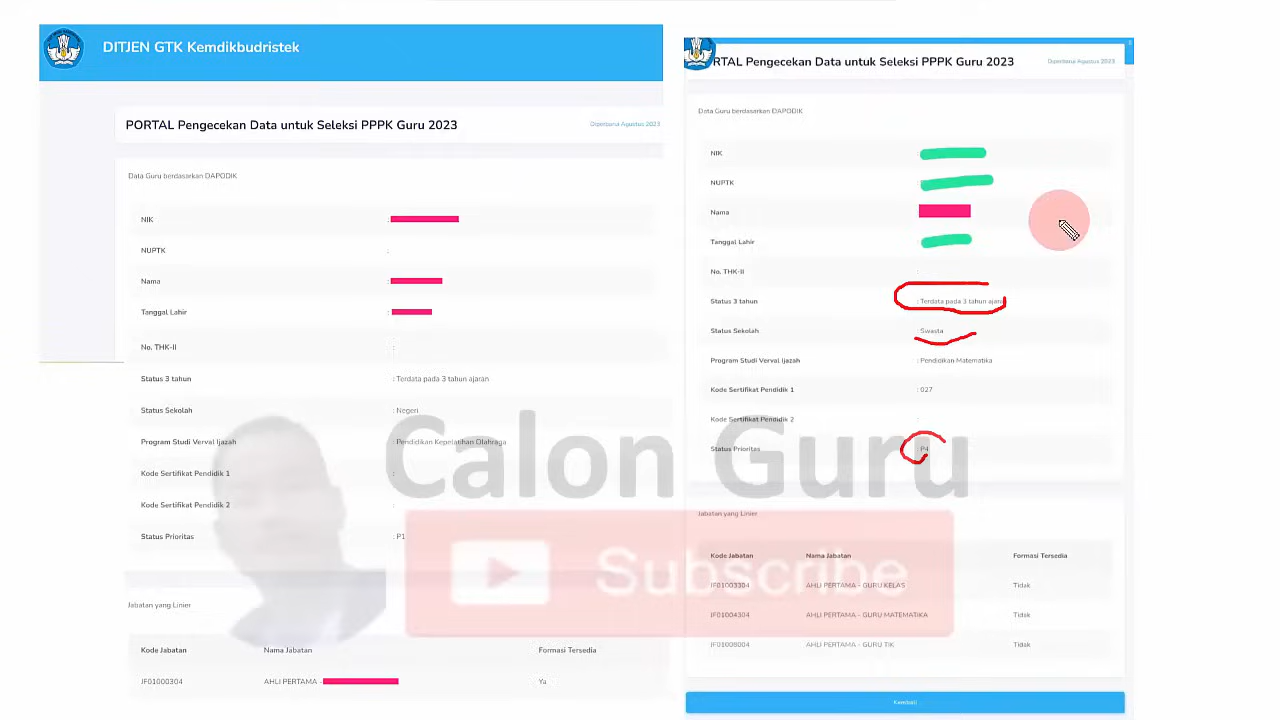 DITJEN GTK Kemdikbudristek
PORTAL Pengecekan Data untuk Seleksi PPPK Guru 2023
Diperbarui Agustus 2023
Data Guru berdasarkan DAPODIK
NIK :
NUPTK :
Nama :
Tanggal Lahir :
No. THK-II :
Status 3 tahun : Terdata pada 3 tahun ajaran
Status Sekolah : Negeri
Program Studi Verval Ijazah : Pendidikan Kepelatihan Olahraga
Kode Sertifikat Pendidik 1 :
Kode Sertifikat Pendidik 2 :
Status Prioritas : P1
Jabatan yang Linier
Kode Jabatan Nama Jabatan Formasi Tersedia
JF01000304 AHLI PERTAMA - Ya
RTAL Pengecekan Data untuk Seleksi PPPK Guru 2023
Diperbarui Agustus 2023
Data Guru berdasarkan DAPODIK
NIK
NUPTK
Nama
Tanggal Lahir
No. THK-II :
Status 3 tahun : Terdata pada 3 tahun ajaran
Status Sekolah : Swasta
Program Studi Verval Ijazah : Pendidikan Matematika
Kode Sertifikat Pendidik 1 : 027
Kode Sertifikat Pendidik 2 :
Status Prioritas : P4
Jabatan yang Linier
Kode Jabatan Nama Jabatan Formasi Tersedia
JF01003304 AHLI PERTAMA - GURU KELAS Tidak
JF01004304 AHLI PERTAMA - GURU MATEMATIKA Tidak
JF01008004 AHLI PERTAMA - GURU TIK Tidak
Kembali
Calon Guru
Subscribe